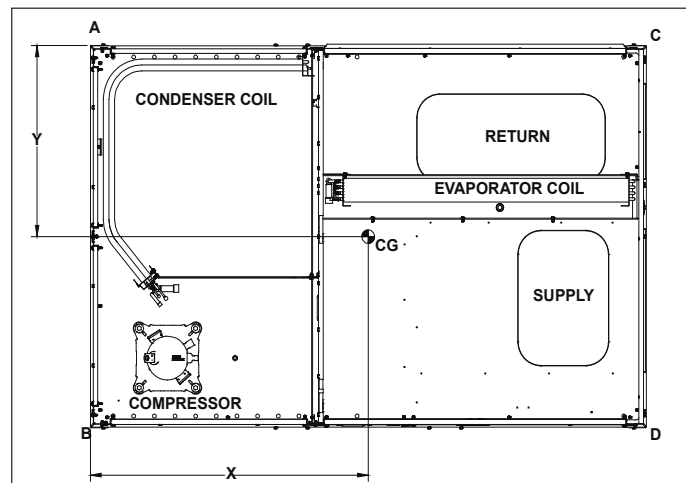 A
C
CONDENSER COIL
Y
RETURN
EVAPORATOR COIL
CG
SUPPLY
COMPRESSOR
B
D
X